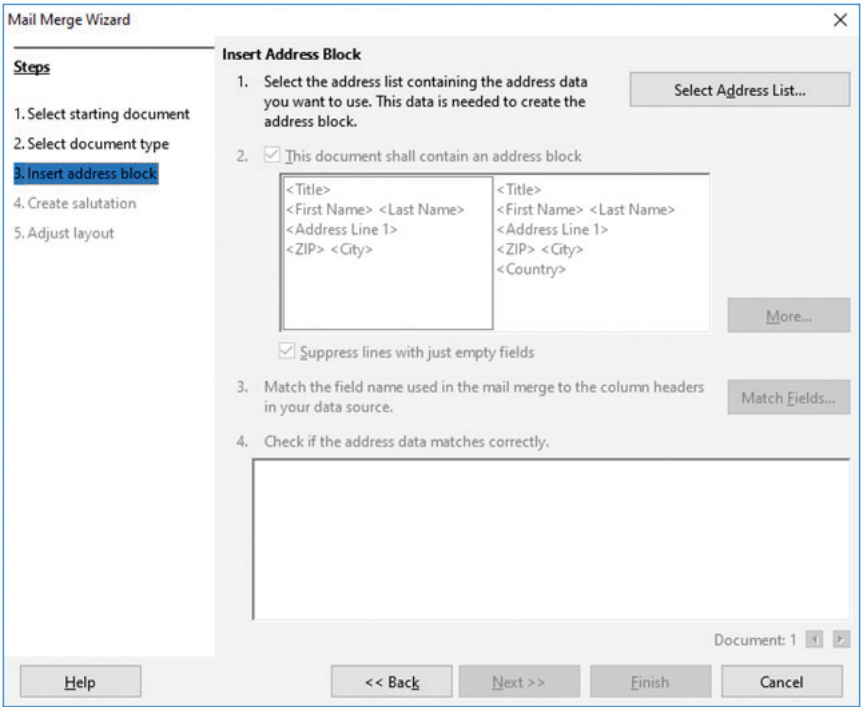 Mail Merge Wizard
Steps
1. Select starting document
2. Select document type
3. Insert address block
4. Create salutation
5. Adjust layout
Insert Address Block
1. Select the address list containing the address data
you want to use. This data is needed to create the
address block.
Select Address List...
2. This document shall contain an address block
<Title>
<First Name> <Last Name>
<Address Line 1>
<ZIP> <City>
<Title>
<First Name> <Last Name>
<Address Line 1>
<ZIP> <City>
<Country>
More...
Suppress lines with just empty fields
3. Match the field name used in the mail merge to the column headers
in your data source.
Match Fields...
4. Check if the address data matches correctly.
Document: 1
Help
<< Back
Next >>
Finish
Cancel